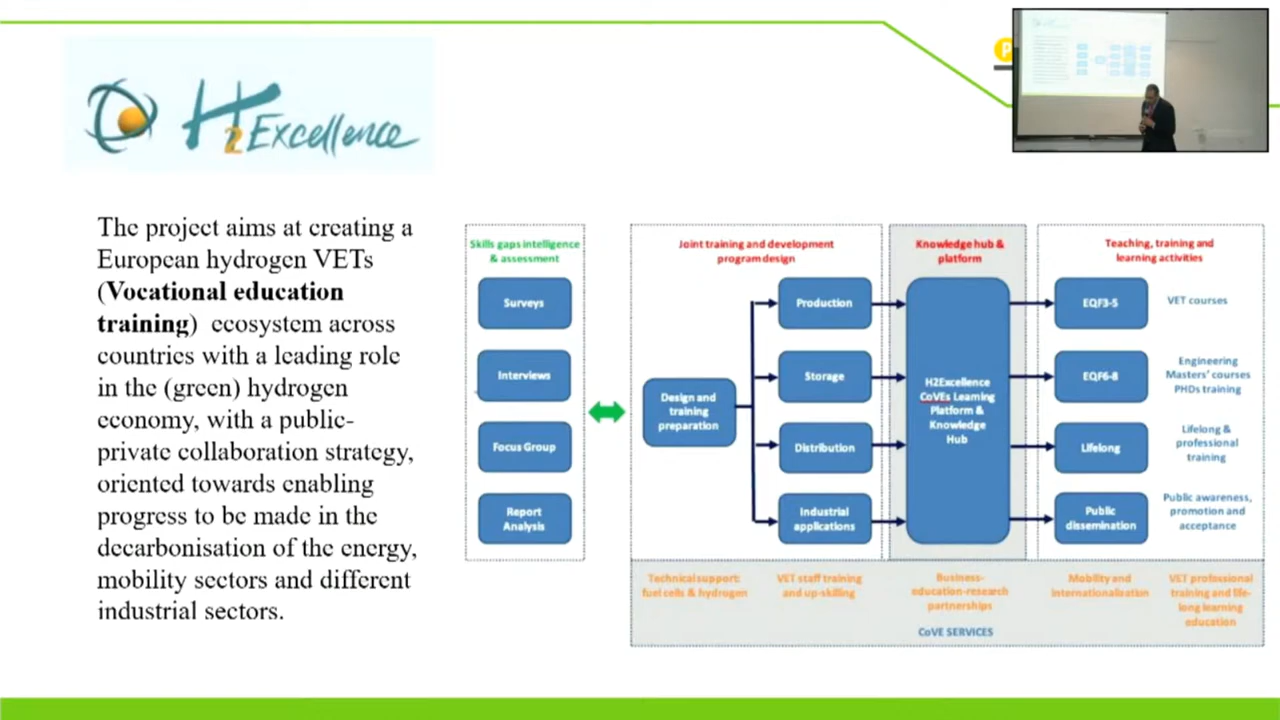 H2Excellence
P
The project aims at creating a
European hydrogen VETs
(Vocational education
training) ecosystem across
countries with a leading role
in the (green) hydrogen
economy, with a public-
private collaboration strategy,
oriented towards enabling
progress to be made in the
decarbonisation of the energy,
mobility sectors and different
industrial sectors.
Skills gaps intelligence
& assessment
Surveys
Interviews
Focus Group
Report
Analysis
Joint training and development
program design
Design and
training
preparation
Production
Storage
Distribution
Industrial
applications
Knowledge hub &
platform
H2Excellence
CoVEs Learning
Platform &
Knowledge
Hub
Teaching, training and
learning activities
EQF3-5
VET courses
EQF6-8
Engineering
Masters' courses
PHDs training
Lifelong
Lifelong &
professional
training
Public
dissemination
Public awareness,
promotion and
acceptance
Technical support:
fuel cells & hydrogen
VET staff training
and up-skilling
Business-
education-research
partnerships
Mobility and
internationalisation
VET professional
training and life-
long learning
education
CoVE SERVICES